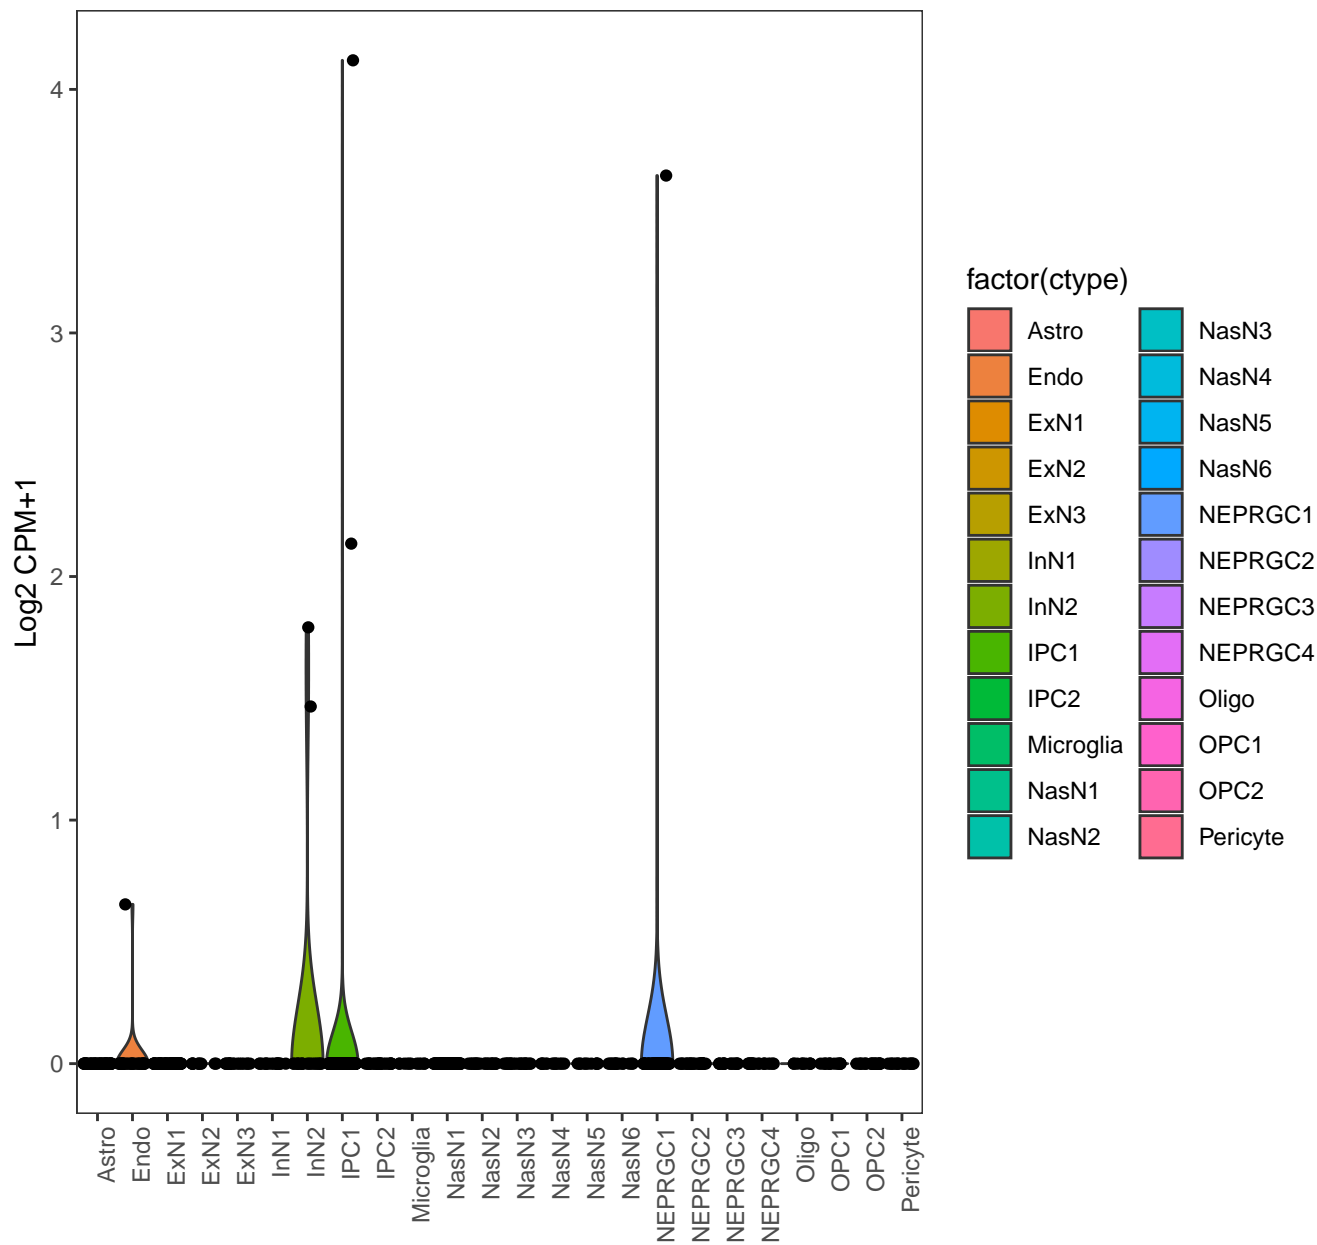 4
3
2
1
0
Log2 CPM+1
Astro
Endo
ExN1
ExN2
ExN3
InN1
InN2
IPC1
IPC2
Microglia
NasN1
NasN2
NasN3
NasN4
NasN5
NasN6
NEPRGC1
NEPRGC2
NEPRGC3
NEPRGC4
Oligo
OPC1
OPC2
Pericyte
factor(ctype)
Astro
Endo
ExN1
ExN2
ExN3
InN1
InN2
IPC1
IPC2
Microglia
NasN1
NasN2
NasN3
NasN4
NasN5
NasN6
NEPRGC1
NEPRGC2
NEPRGC3
NEPRGC4
Oligo
OPC1
OPC2
Pericyte